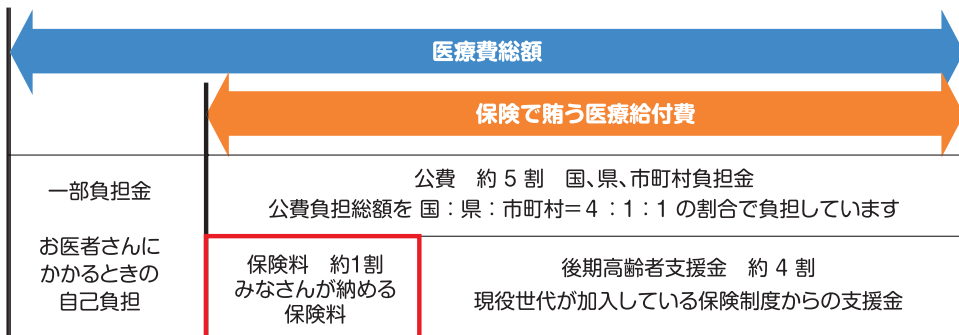 医療費総額
保険で賄う医療給付費
一部負担金
お医者さんに
かかるときの
自己負担
公費 約5割 国、県、市町村負担金
公費負担総額を 国：県：市町村＝4：1：1 の割合で負担しています
保険料 約1割
みなさんが納める
保険料
後期高齢者支援金 約4割
現役世代が加入している保険制度からの支援金